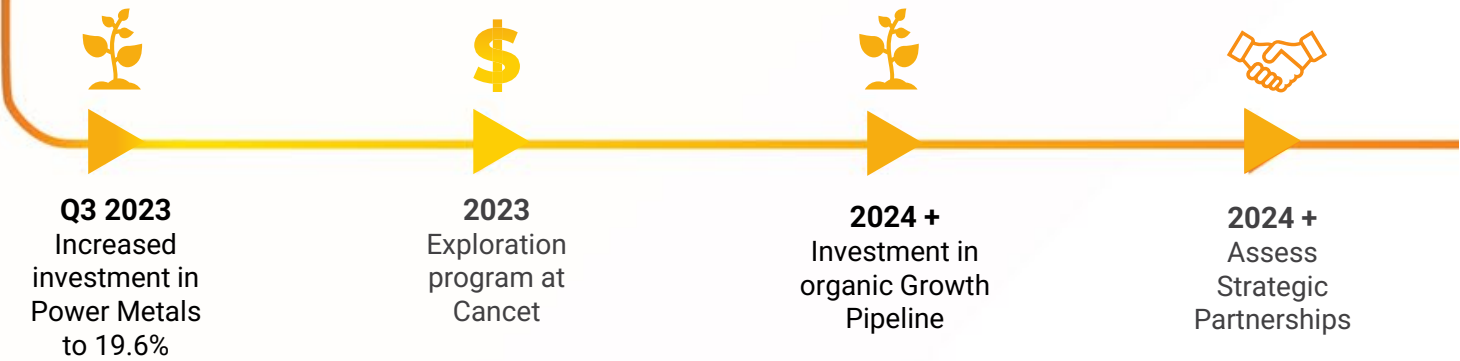 Q3 2023
Increased
investment in
Power Metals
to 19.6%
2023
Exploration
program at
Cancet
2024 +
Investment in
organic Growth
Pipeline
2024 +
Assess
Strategic
Partnerships